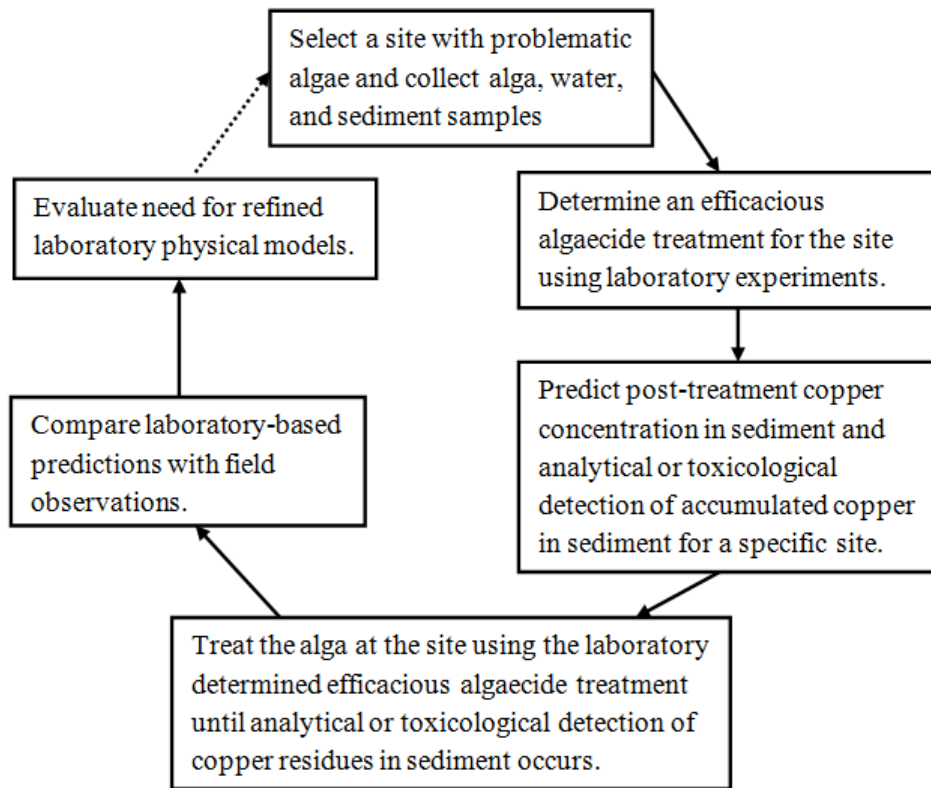 Select a site with problematic
algae and collect alga, water,
and sediment samples
Determine an efficacious
algaecide treatment for the site
using laboratory experiments.
Predict post-treatment copper
concentration in sediment and
analytical or toxicological
detection of accumulated copper
in sediment for a specific site.
Treat the alga at the site using the laboratory
determined efficacious algaecide treatment
until analytical or toxicological detection of
copper residues in sediment occurs.
Compare laboratory-based
predictions with field
observations.
Evaluate need for refined
laboratory physical models.